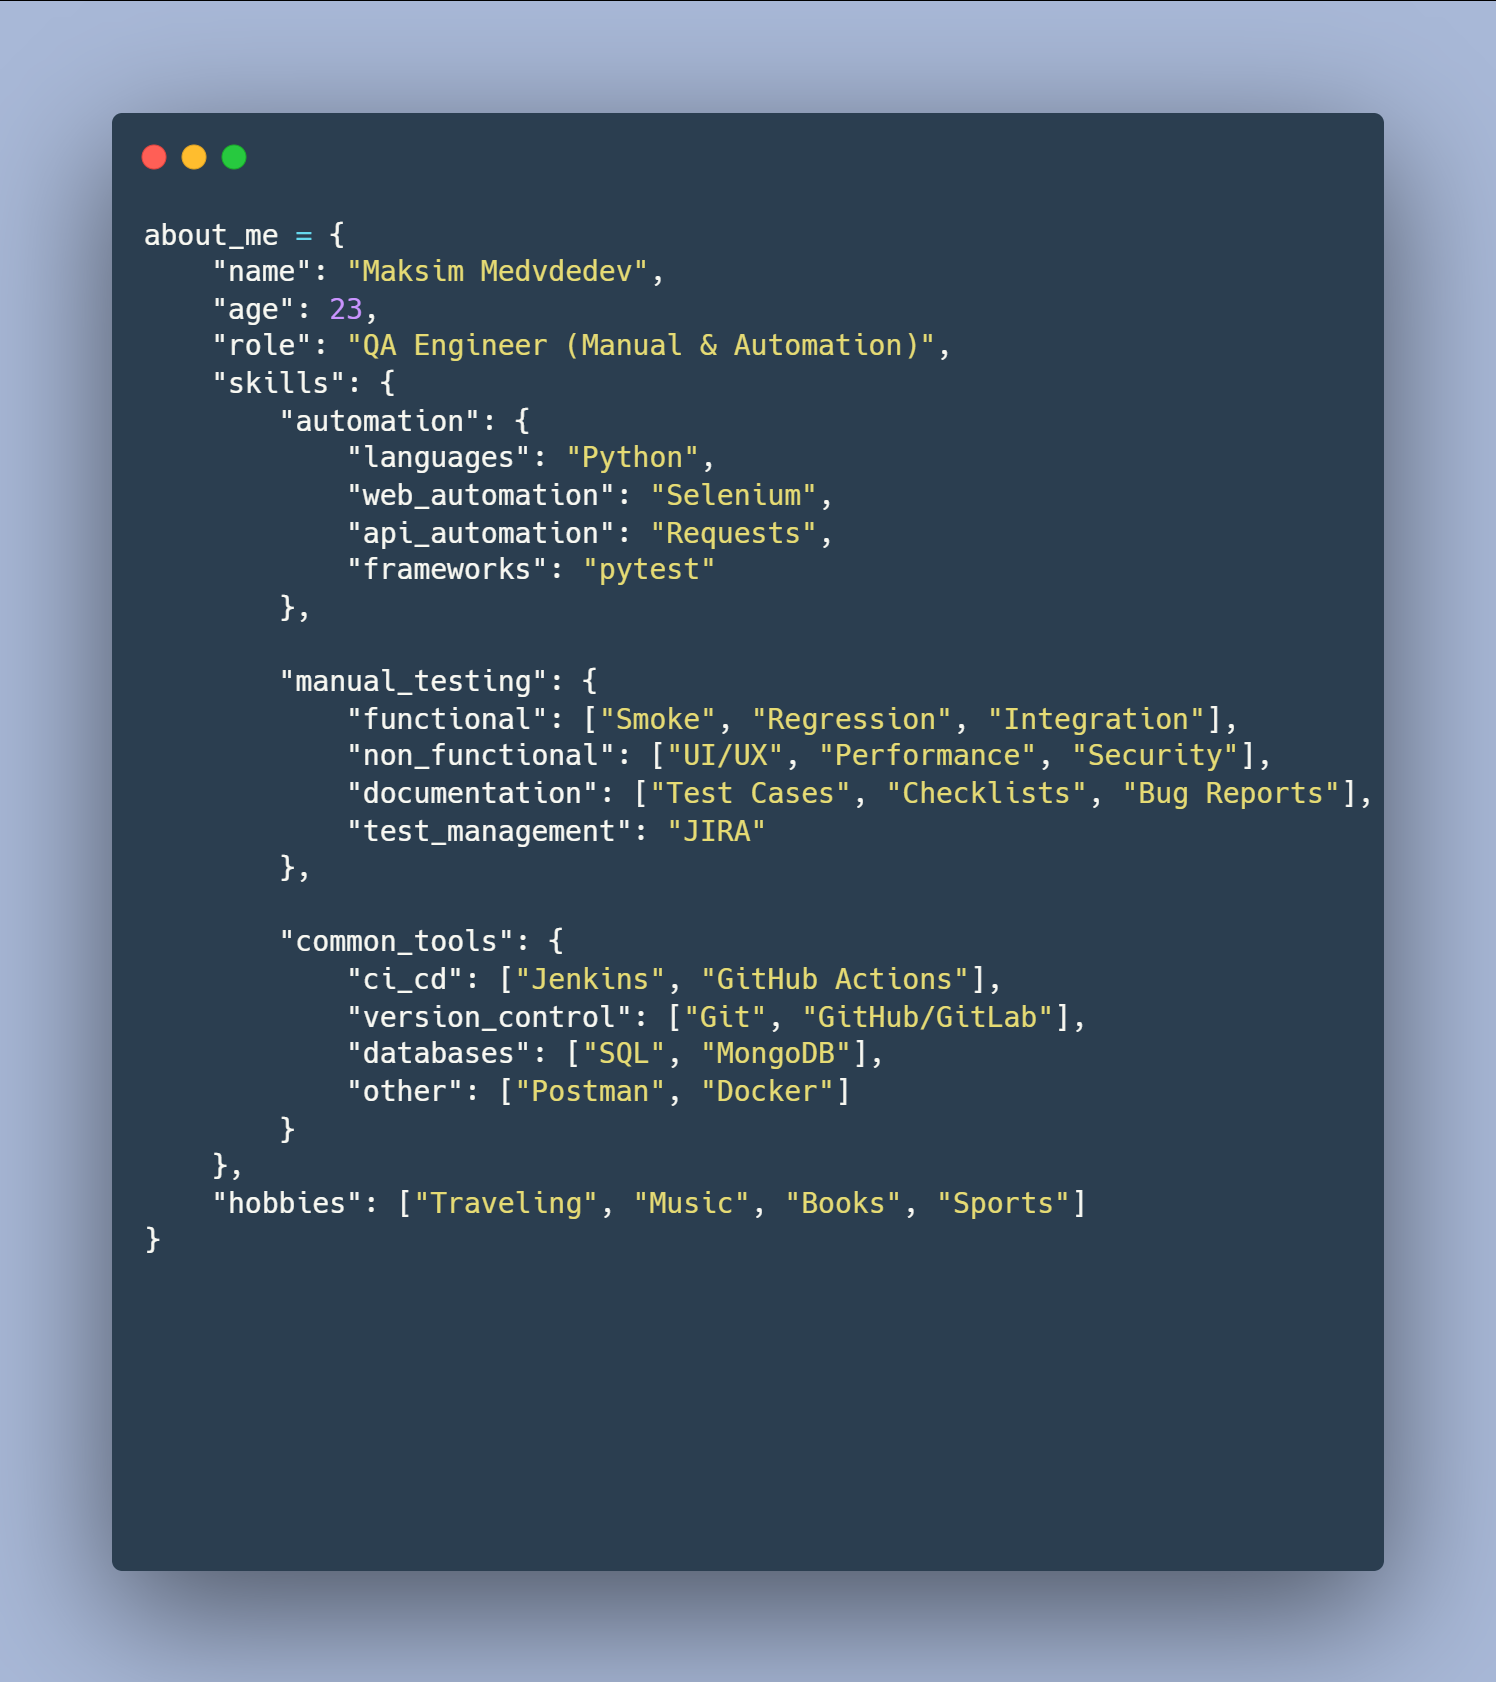 about_me = {
    "name": "Maksim Medvdedev",
    "age": 23,
    "role": "QA Engineer (Manual & Automation)",
    "skills": {
        "automation": {
            "languages": "Python",
            "web_automation": "Selenium",
            "api_automation": "Requests",
            "frameworks": "pytest"
        },

        "manual_testing": {
            "functional": ["Smoke", "Regression", "Integration"],
            "non_functional": ["UI/UX", "Performance", "Security"],
            "documentation": ["Test Cases", "Checklists", "Bug Reports"],
            "test_management": "JIRA"
        },

        "common_tools": {
            "ci_cd": ["Jenkins", "GitHub Actions"],
            "version_control": ["Git", "GitHub/GitLab"],
            "databases": ["SQL", "MongoDB"],
            "other": ["Postman", "Docker"]
        }
    },
    "hobbies": ["Traveling", "Music", "Books", "Sports"]
}